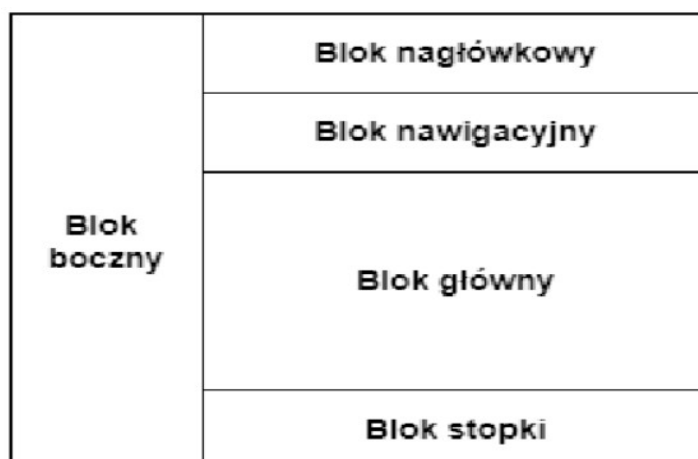 Blok nagłówkowy
Blok nawigacyjny
Blok
boczny
Blok główny
Blok stopki